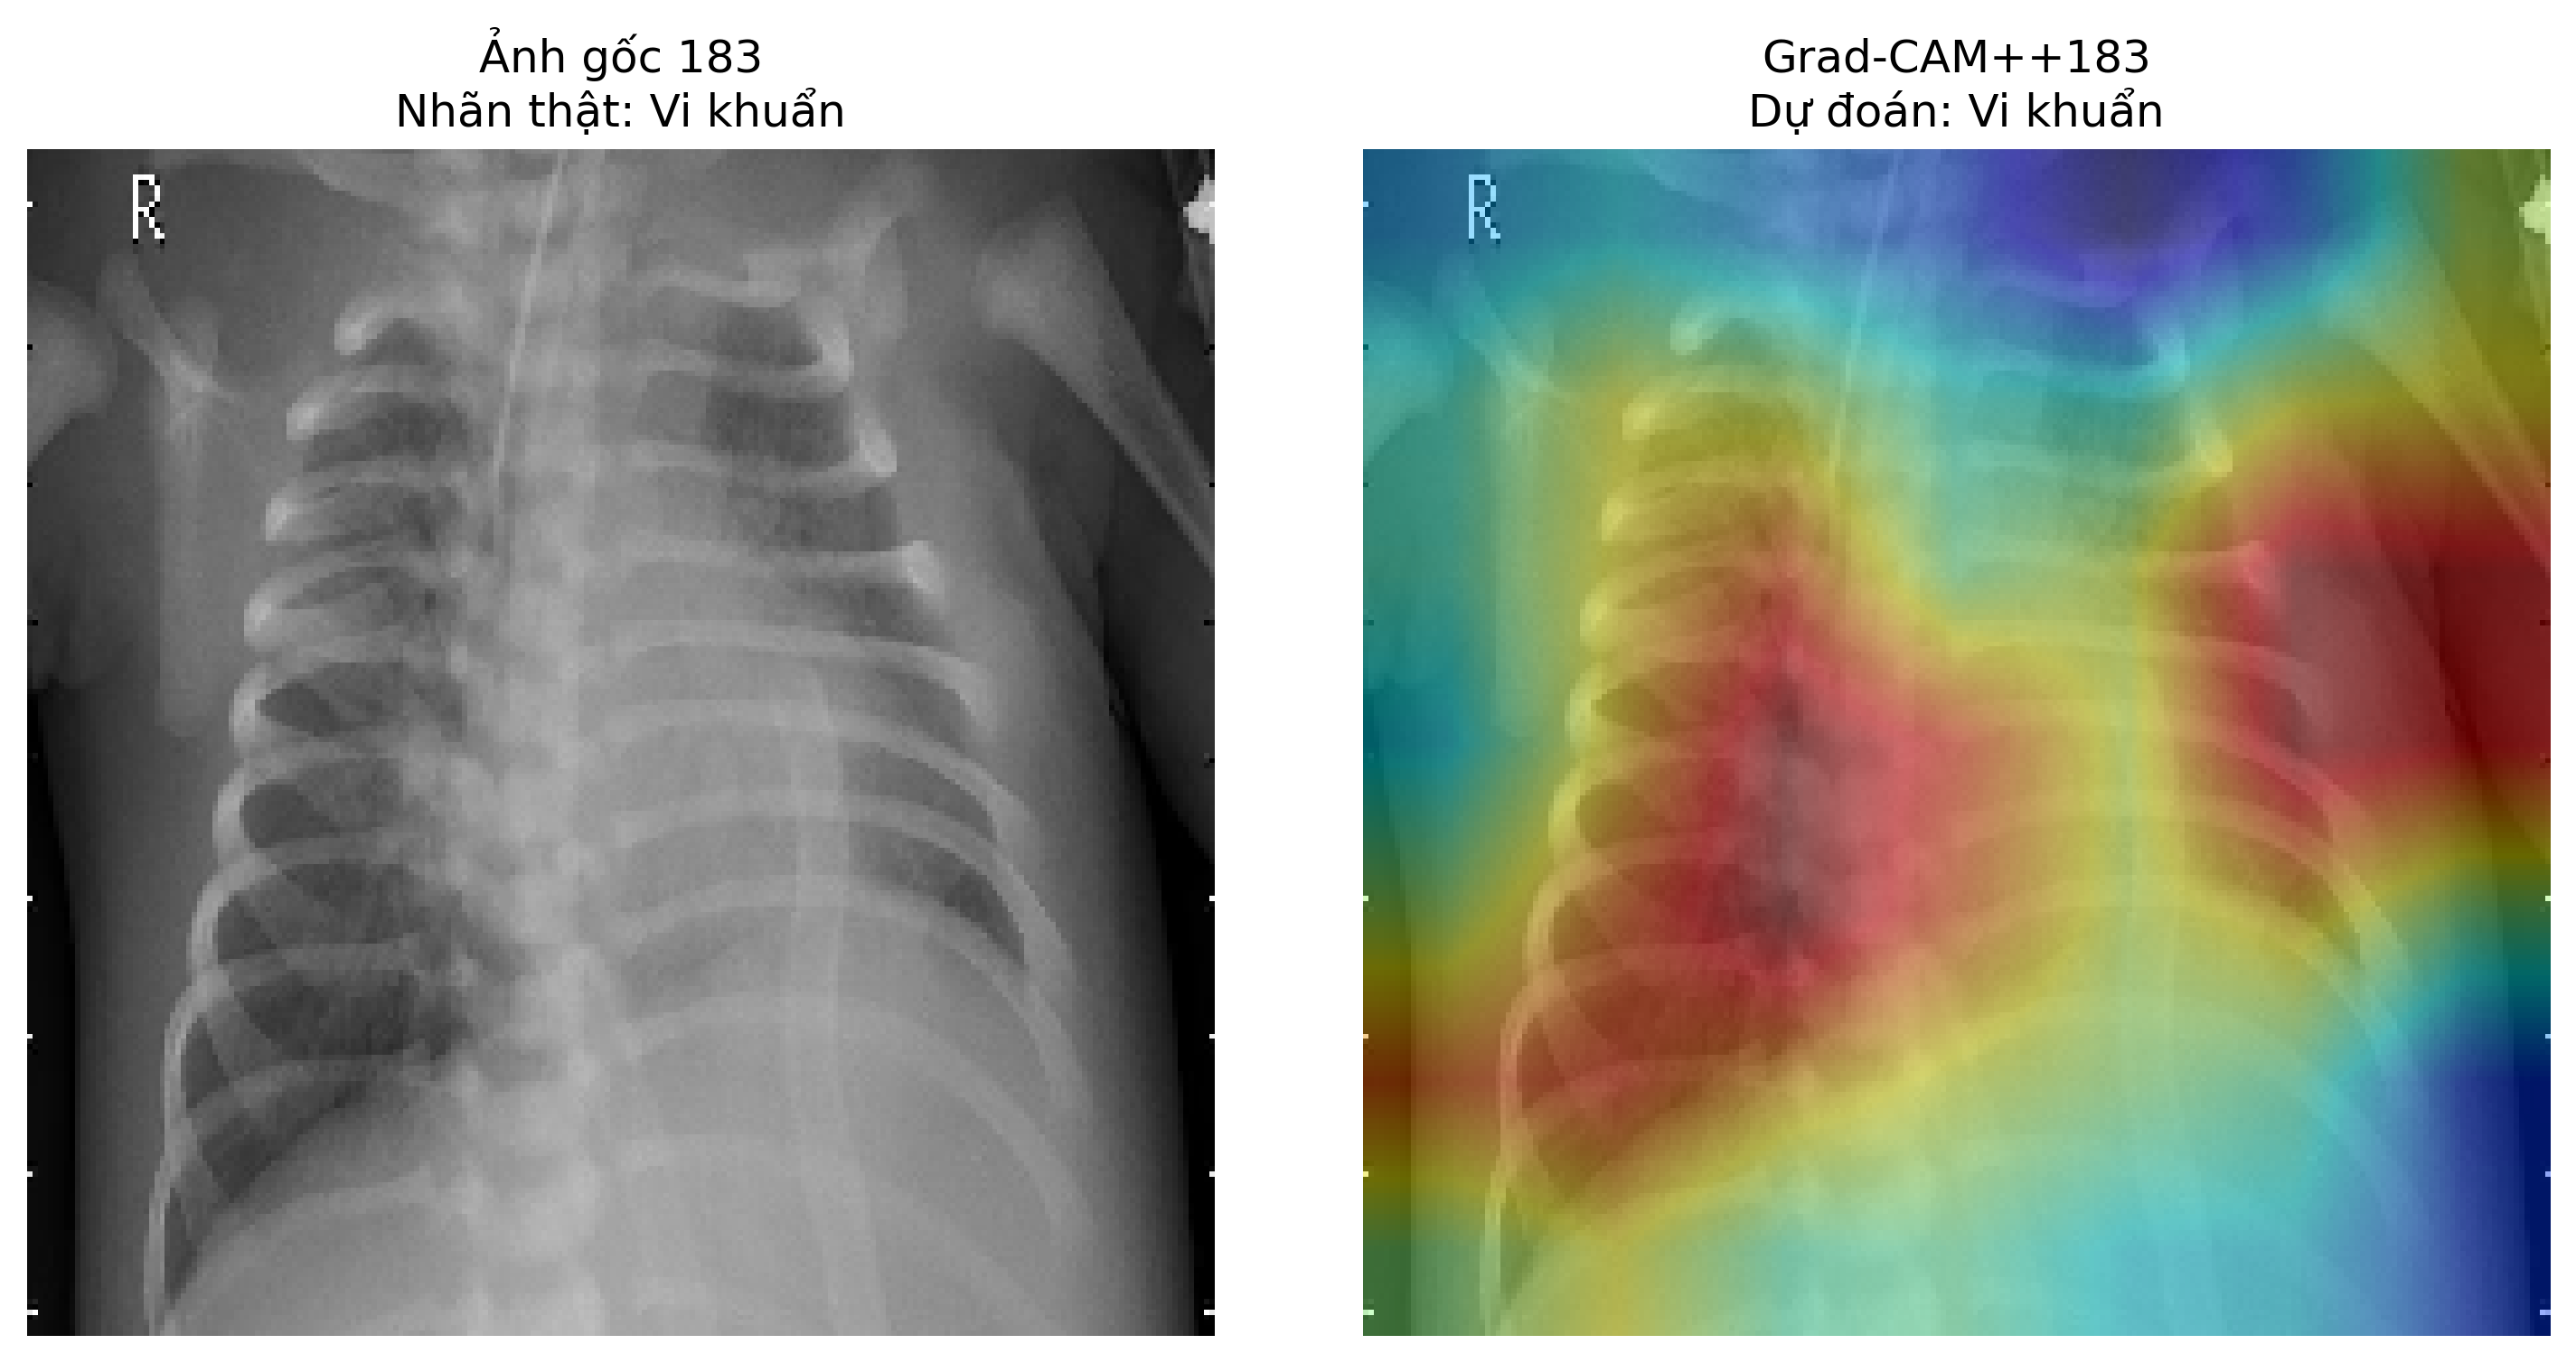 Ảnh gốc 183
Nhãn thật: Vi khuẩn
R
Grad-CAM++183
Dự đoán: Vi khuẩn
R